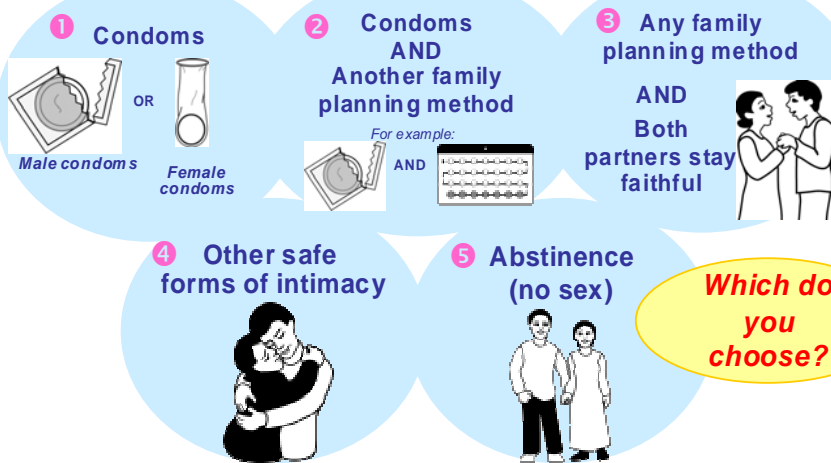 1 Condoms
OR
Male condoms
Female
condoms
2 Condoms
AND
Another family
planning method
For example:
AND
3 Any family
planning method
AND
Both
partners stay
faithful
4 Other safe
forms of intimacy
5 Abstinence
(no sex)
Which do
you
choose?